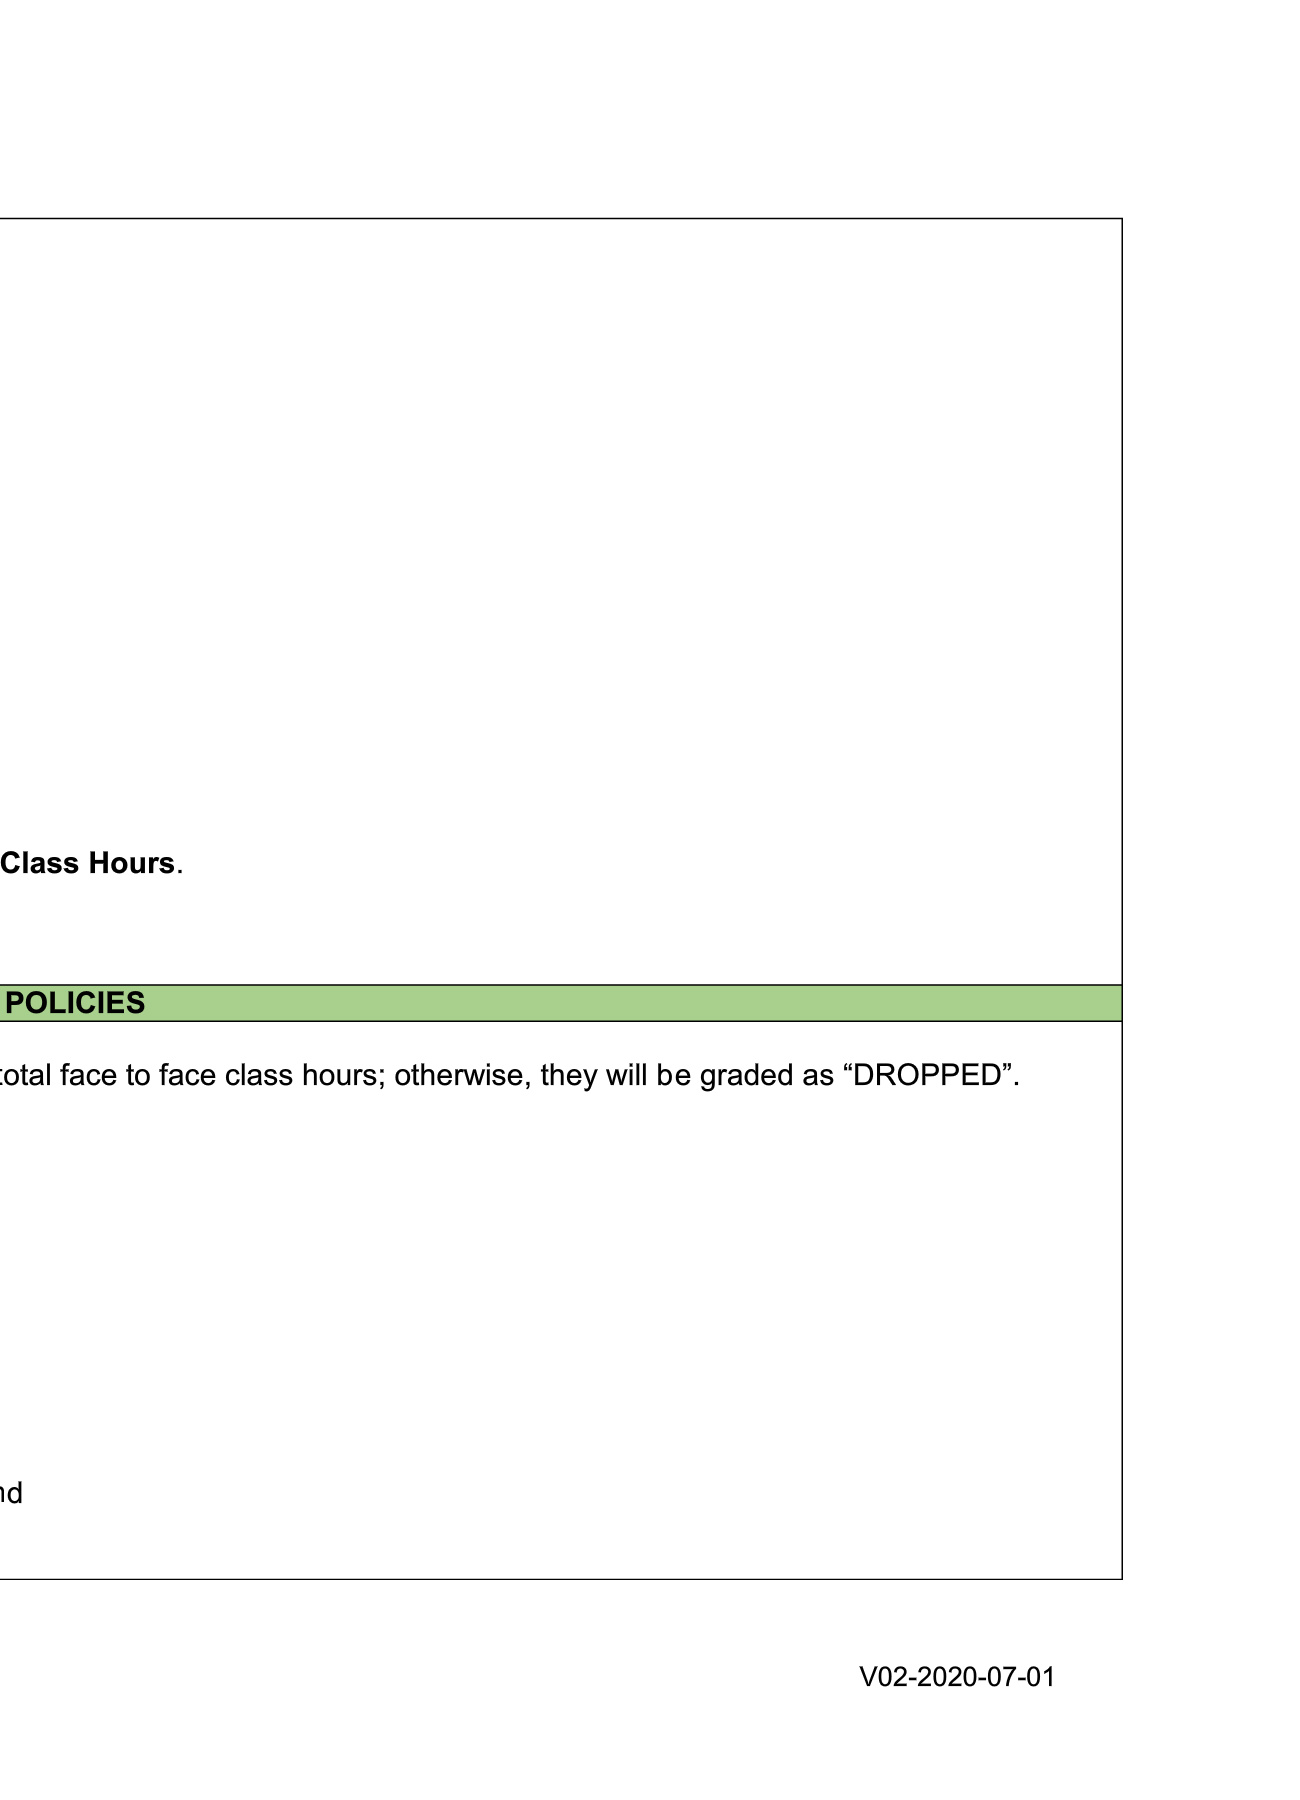 Class Hours.
POLICIES
total face to face class hours; otherwise, they will be graded as “DROPPED”.
nd
V02-2020-07-01